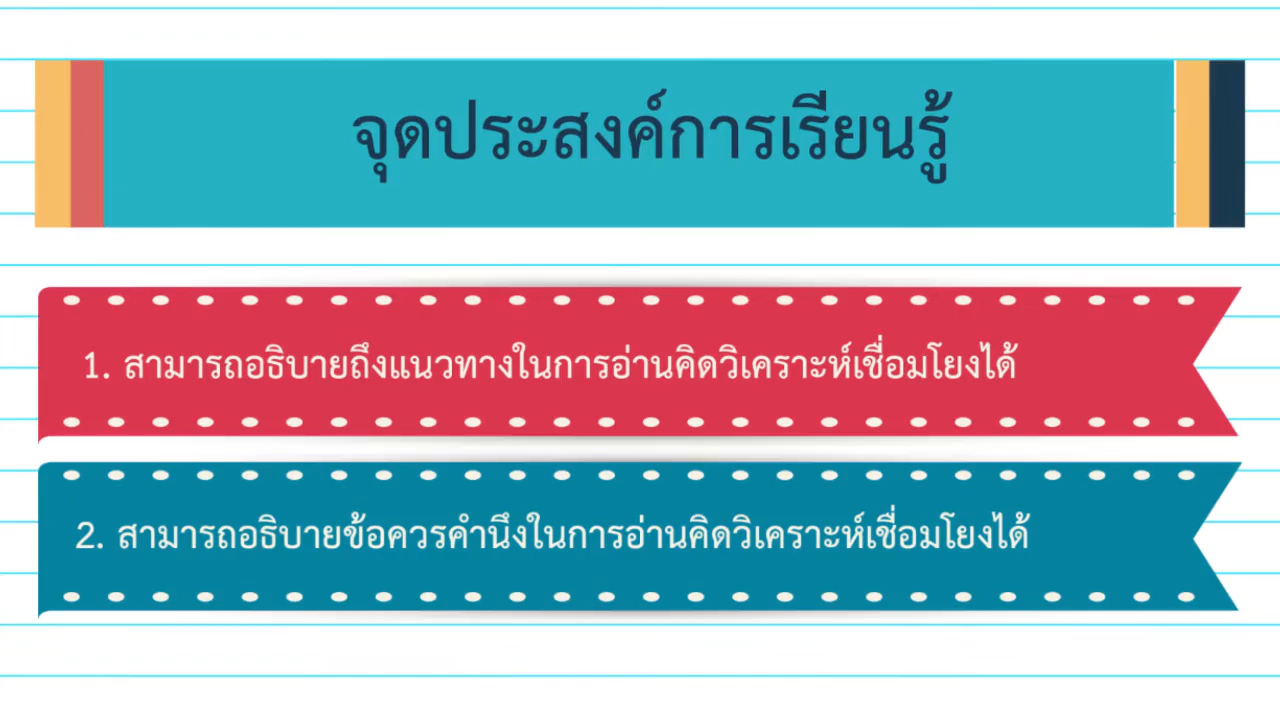 จุดประสงค์การเรียนรู้
1. สามารถอธิบายถึงแนวทางในการอ่านคิดวิเคราะห์เชื่อมโยงได้
2. สามารถอธิบายข้อควรคำนึงในการอ่านคิดวิเคราะห์เชื่อมโยงได้